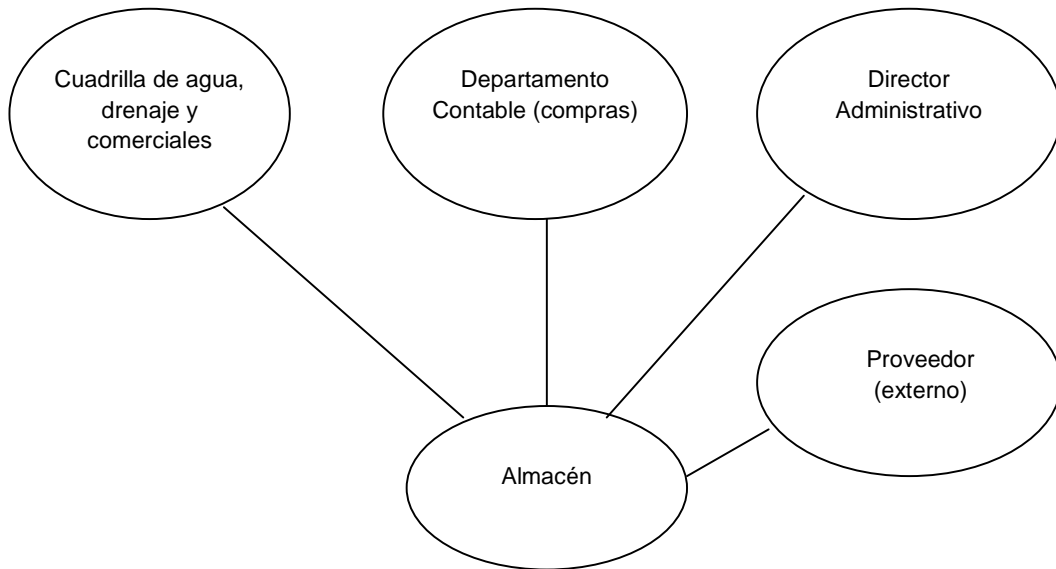 Cuadrilla de agua,
drenaje y
comerciales
Departamento
Contable (compras)
Director
Administrativo
Proveedor
(externo)
Almacén